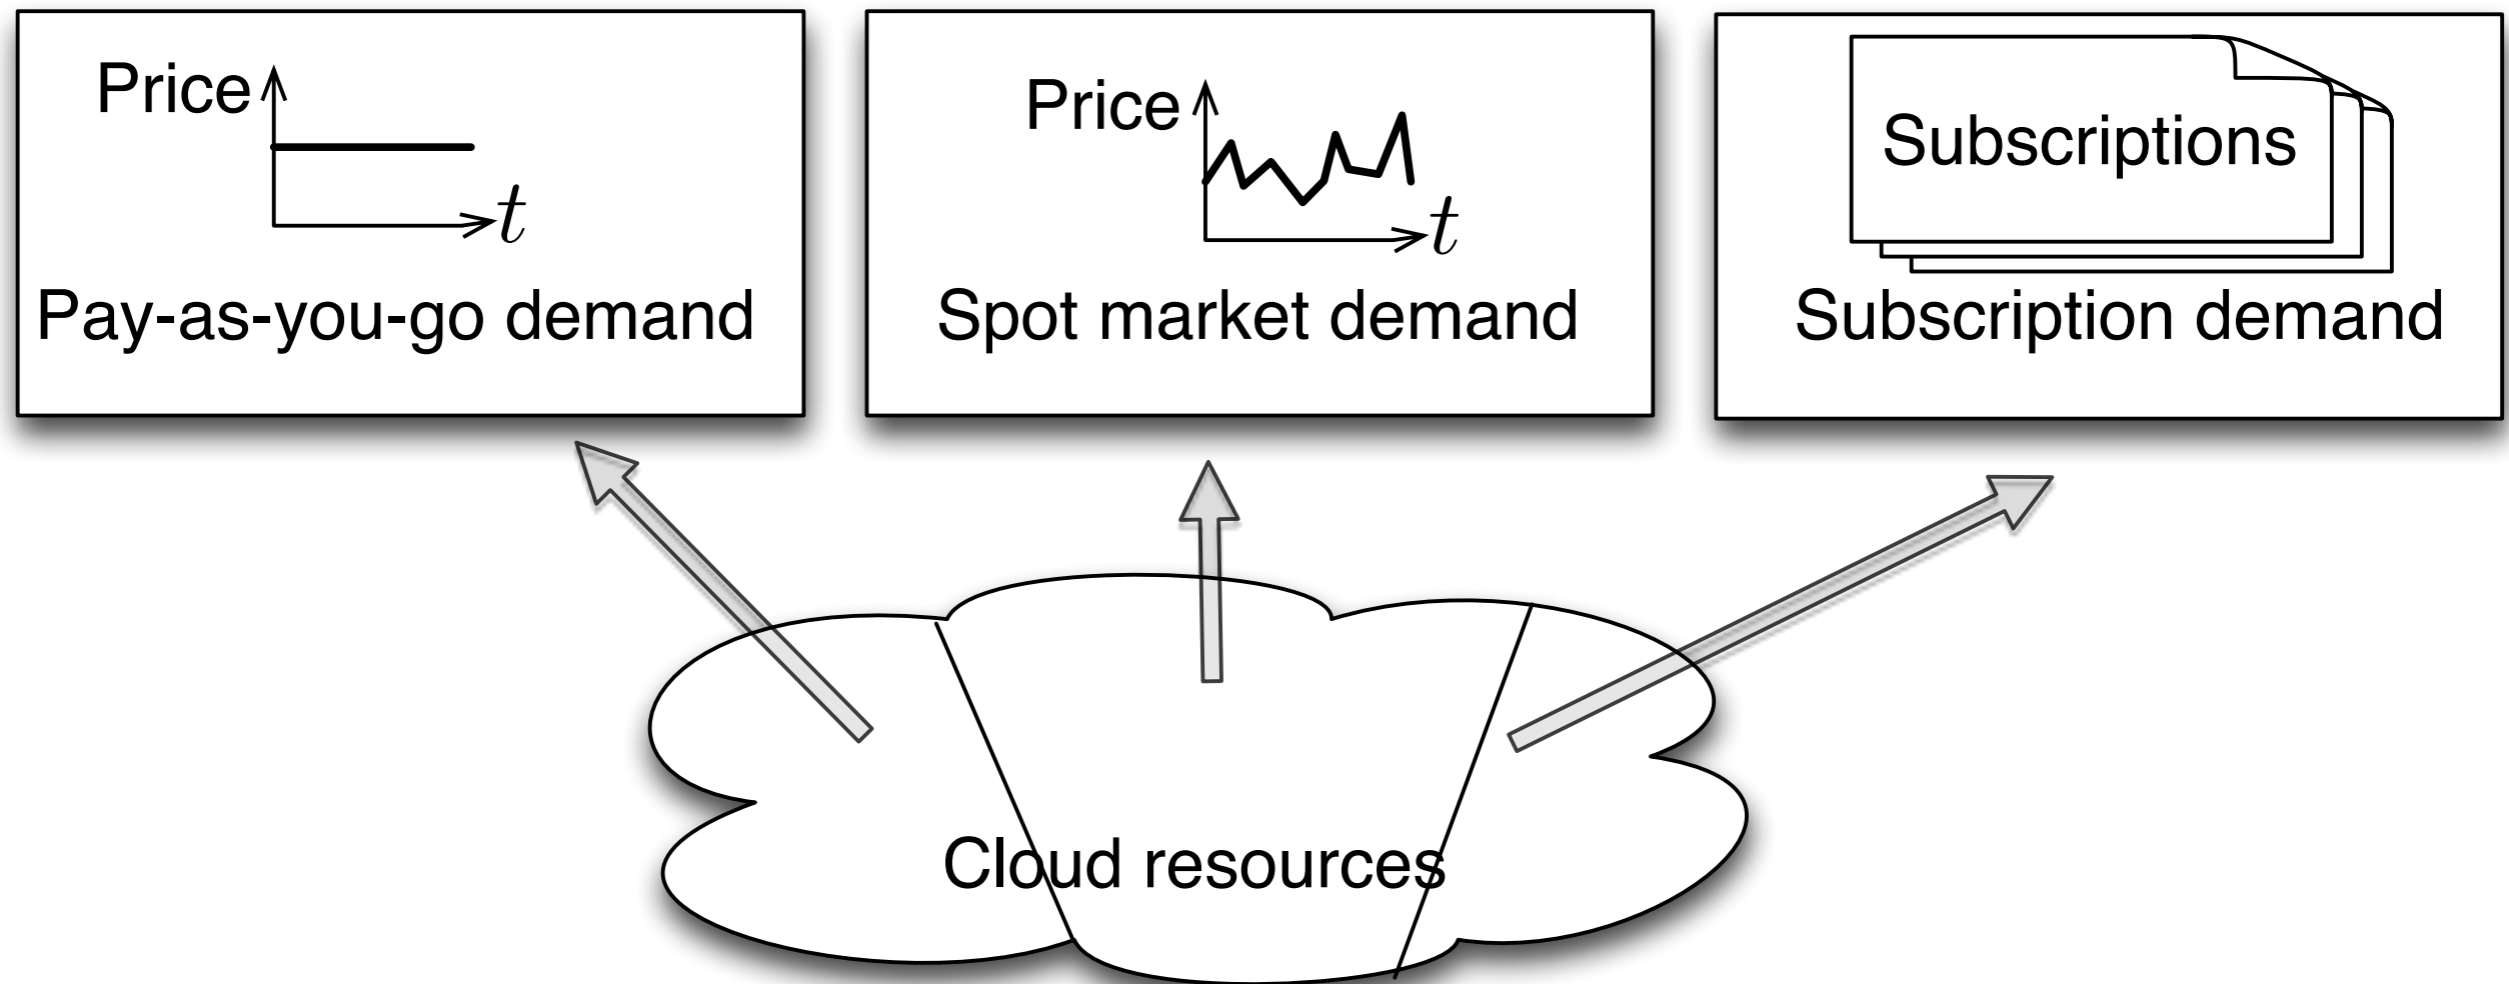 Price
t
Pay-as-you-go demand
Price
t
Spot market demand
Subscriptions
Subscription demand
Cloud resources